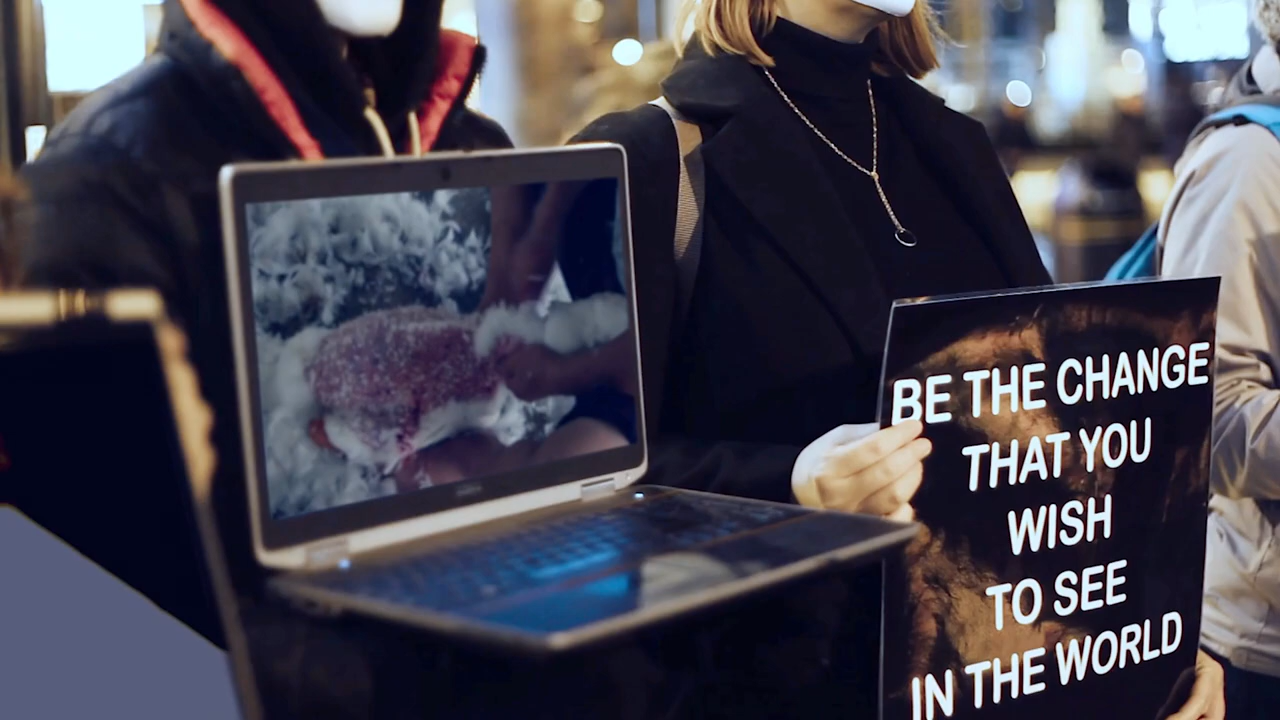 BE THE CHANGE
THAT YOU
WISH
TO SEE
IN THE WORLD